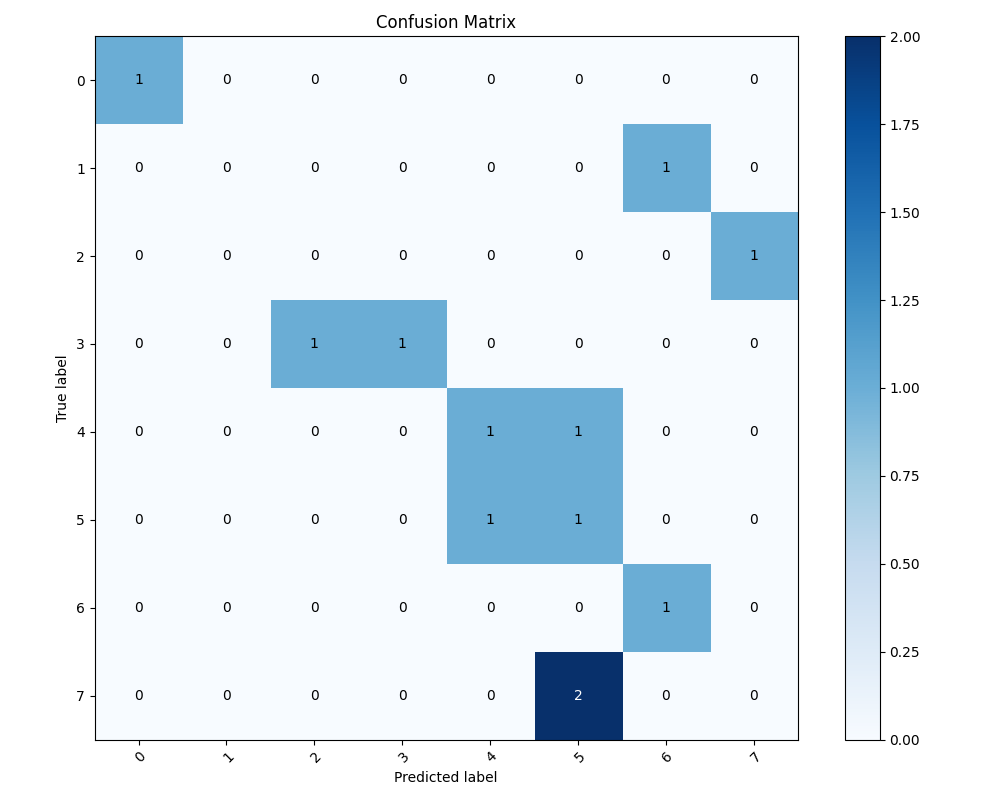 Confusion Matrix
True label
0 1 0 0 0 0 0 0 0
1 0 0 0 0 0 0 1 0
2 0 0 0 0 0 0 0 1
3 0 0 1 1 0 0 0 0
4 0 0 0 0 1 1 0 0
5 0 0 0 0 1 1 0 0
6 0 0 0 0 0 0 1 0
7 0 0 0 0 0 2 0 0
0 1 2 3 4 5 6 7
Predicted label
2.00
1.75
1.50
1.25
1.00
0.75
0.50
0.25
0.00